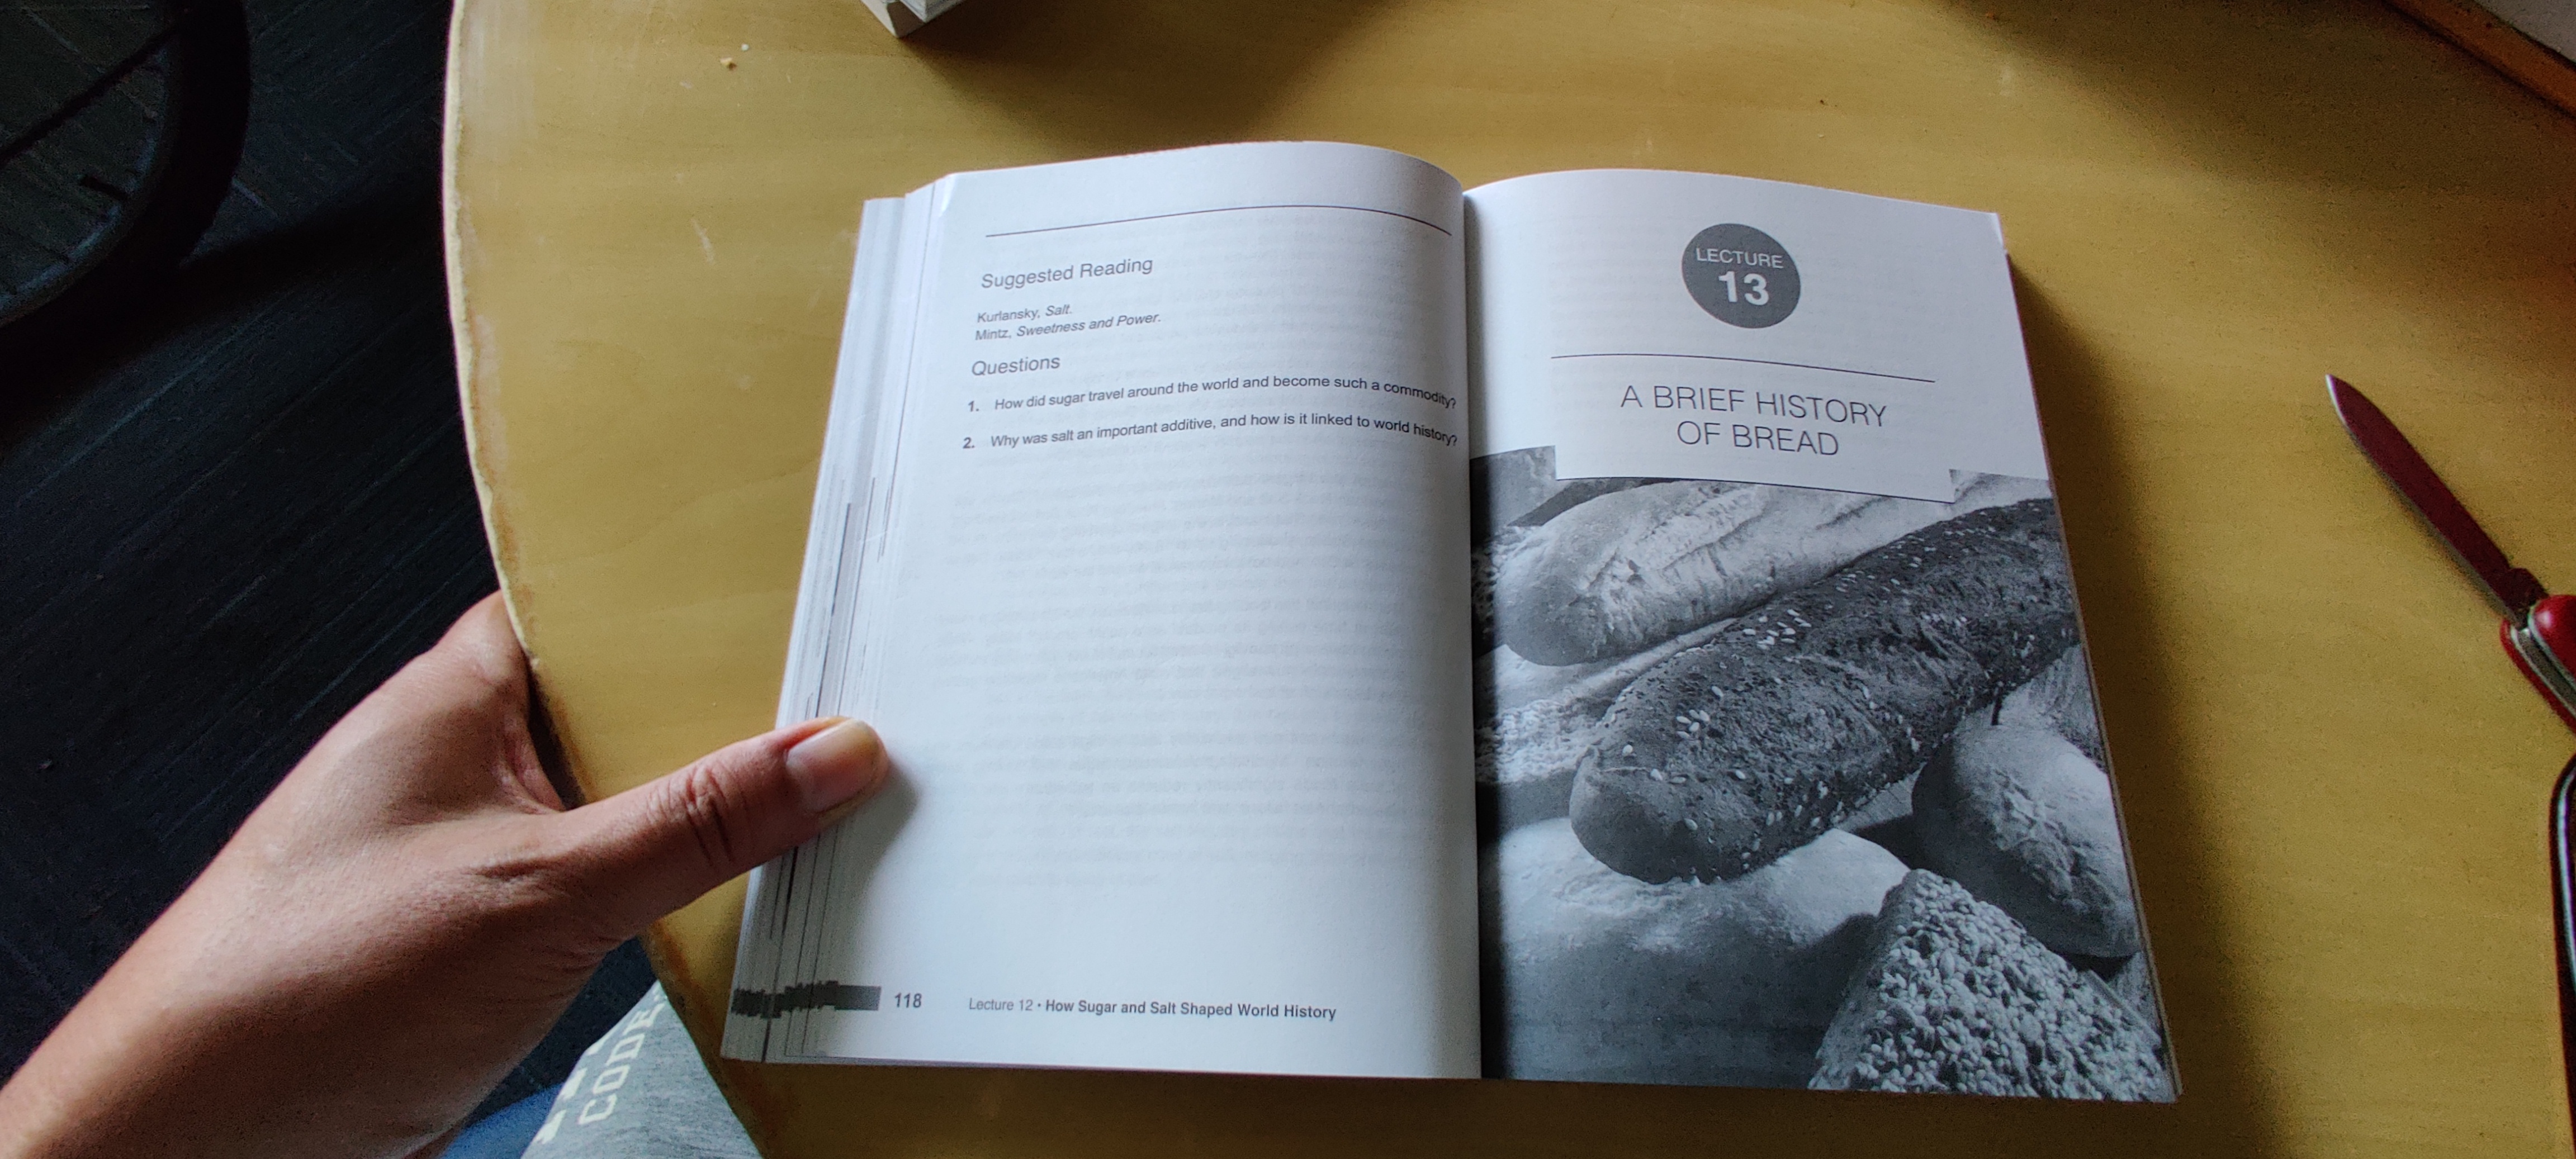 Suggested Reading
Kurlansky, Salt.
Mintz, Sweetness and Power.
Questions
1. How did sugar travel around the world and become such a commodity?
2. Why was salt an important additive, and how is it linked to world history?
118 Lecture 12 • How Sugar and Salt Shaped World History
LECTURE
13
A BRIEF HISTORY
OF BREAD
CODE